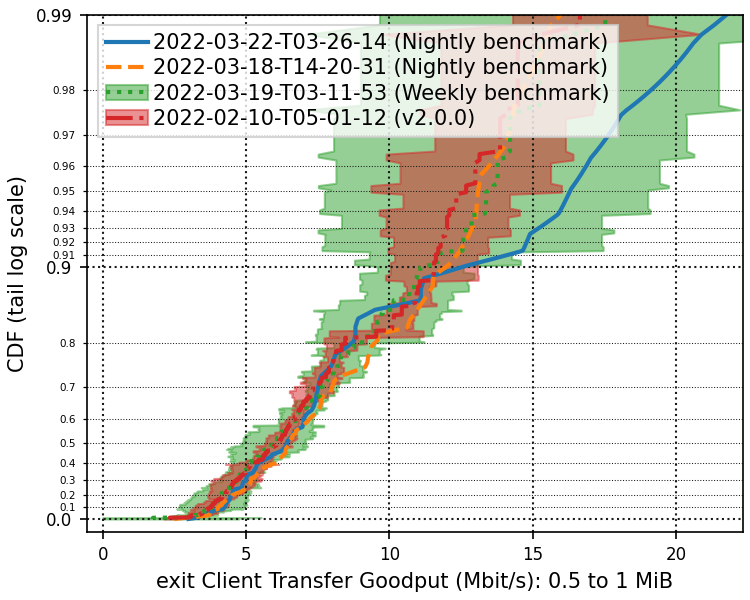 0.99
2022-03-22-T03-26-14 (Nightly benchmark)
2022-03-18-T14-20-31 (Nightly benchmark)
2022-03-19-T03-11-53 (Weekly benchmark)
2022-02-10-T05-01-12 (v2.0.0)
0.98
0.97
0.96
0.95
0.94
0.93
0.92
0.91
0.9
0.8
0.7
0.6
0.5
0.4
0.3
0.2
0.1
0.0
CDF (tail log scale)
0 5 10 15 20
exit Client Transfer Goodput (Mbit/s): 0.5 to 1 MiB